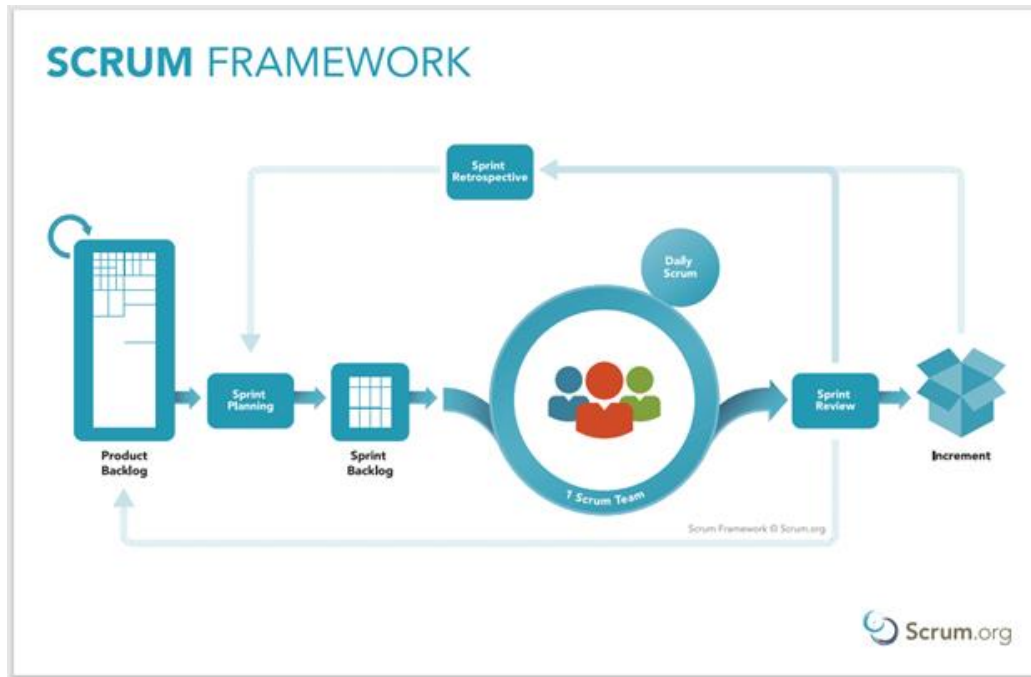 SCRUM FRAMEWORK
Sprint
Retrospective
Daily
Scrum
Sprint
Planning
Sprint
Review
Product
Backlog
Sprint
Backlog
1 Scrum Team
Increment
Scrum Framework © Scrum.org
Scrum.org